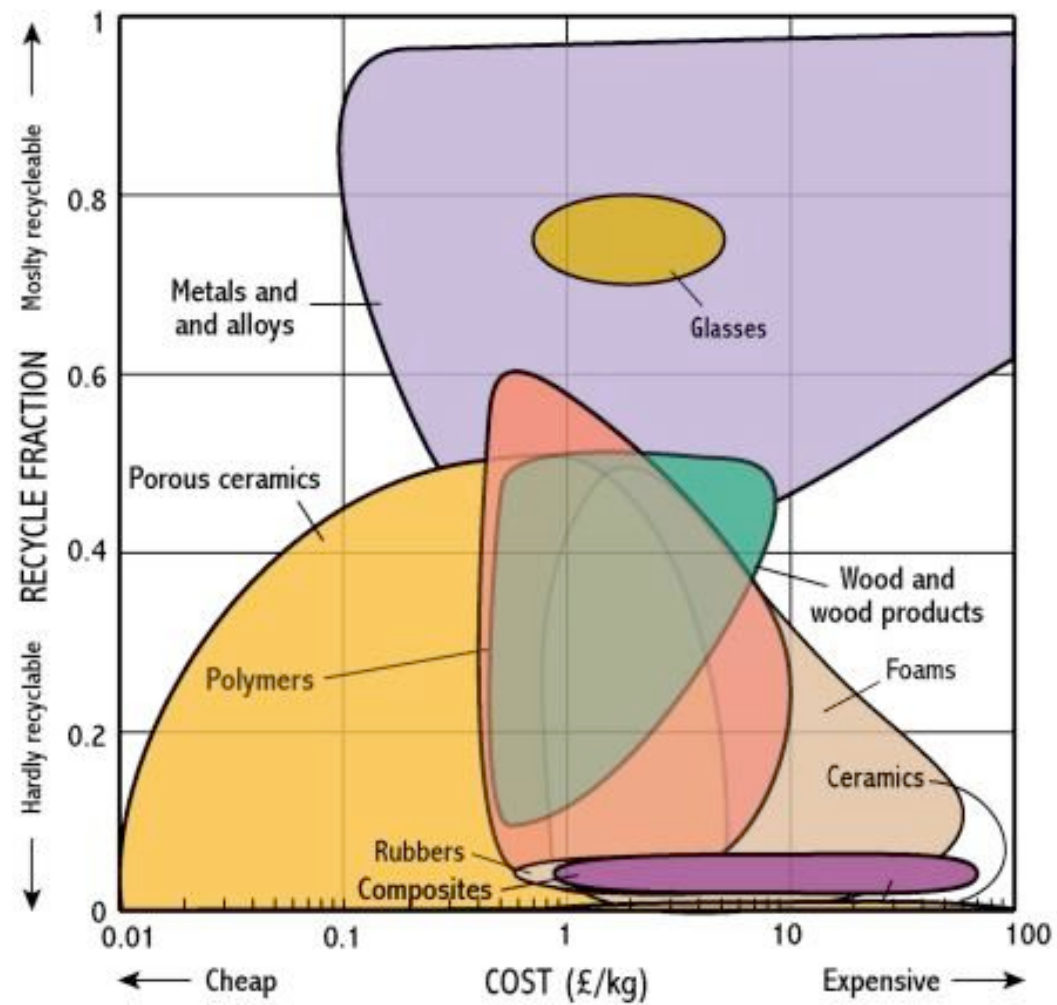 1
Moslty recycleable
0.8
Metals and
and alloys
Glasses
RECYCLE FRACTION
0.6
Porous ceramics
0.4
Wood and
wood products
Polymers
Foams
Hardly recyclable
0.2
Ceramics
Rubbers
Composites
0
0.01
0.1
1
10
100
Cheap
COST (£/kg)
Expensive